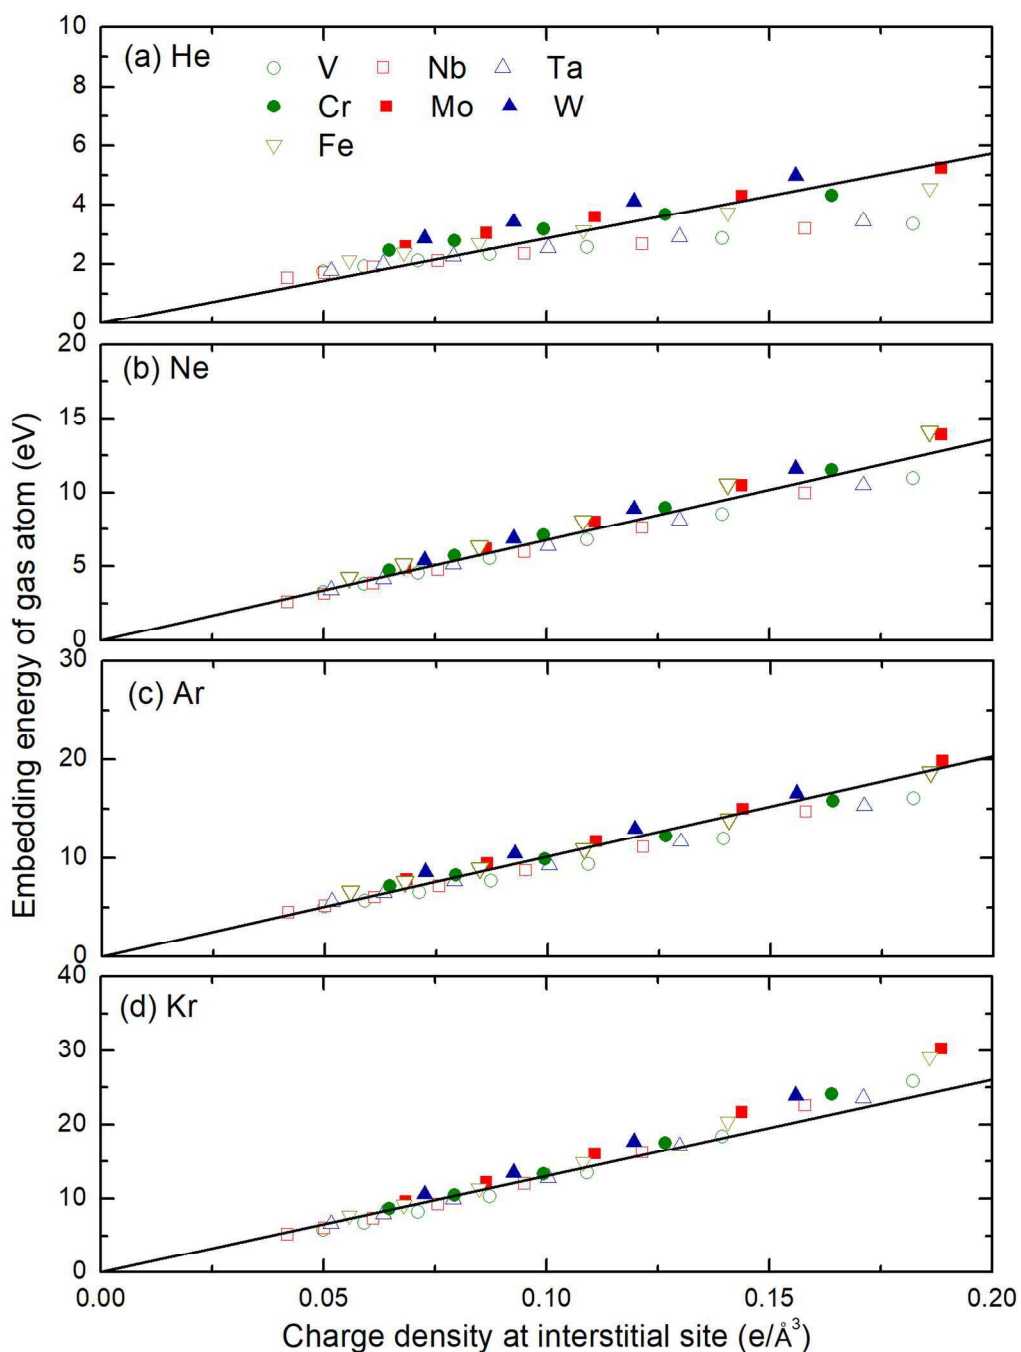 10
(a) He
V Nb Ta
8
Cr Mo W
Fe
6
4
2
0
20
(b) Ne
15
10
5
0
30
(c) Ar
20
10
0
40
(d) Kr
30
20
10
0
0.00 0.05 0.10 0.15 0.20
Embedding energy of gas atom (eV)
Charge density at interstitial site (e/Å³)